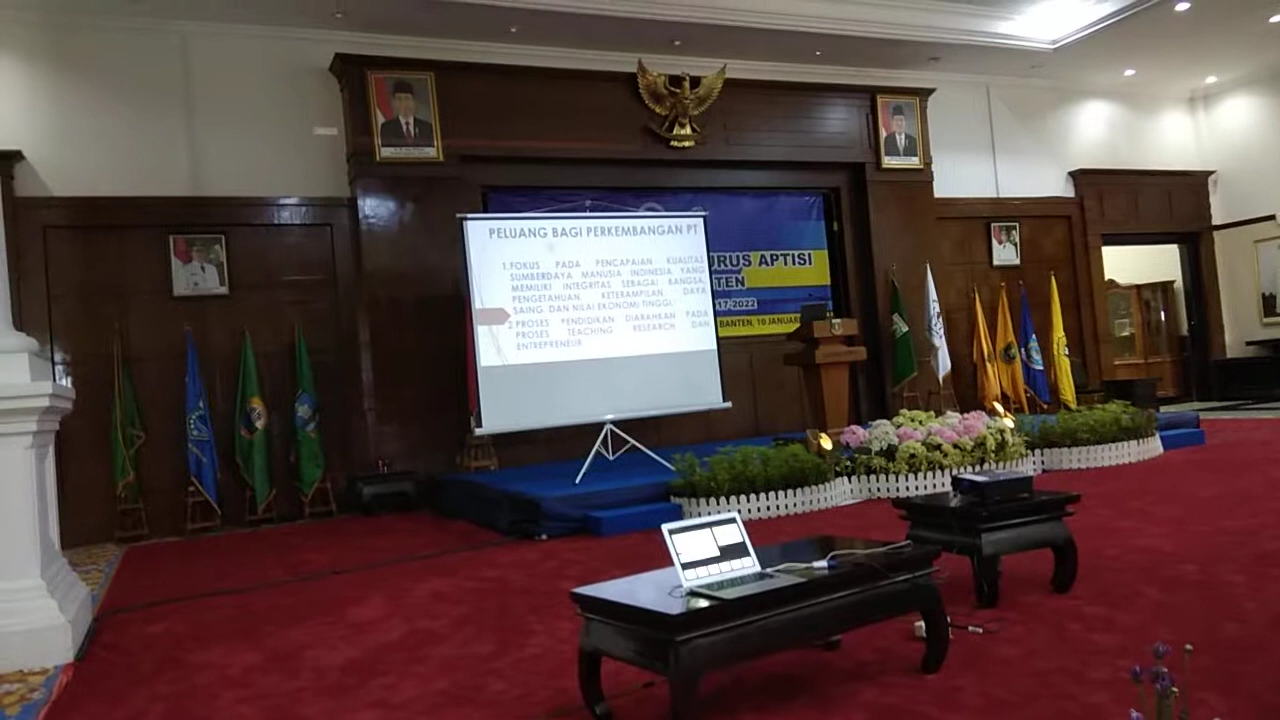 PELUANG BAGI PERKEMBANGAN PT
1.FOKUS PADA PENCAPAIAN KUALITAS
SUMBERDAYA MANUSIA INDONESIA YANG
MEMILIKI INTEGRITAS SEBAGAI BANGSA,
PENGETAHUAN, KETERAMPILAN, DAYA
SAING, DAN NILAI EKONOMI TINGGI.
2.PROSES PENDIDIKAN DIARAHKAN PADA
PROSES TEACHING RESEARCH DAN
ENTREPRENEUR
URUS APTISI
TEN
17-2022
BANTEN, 10 JANUARI